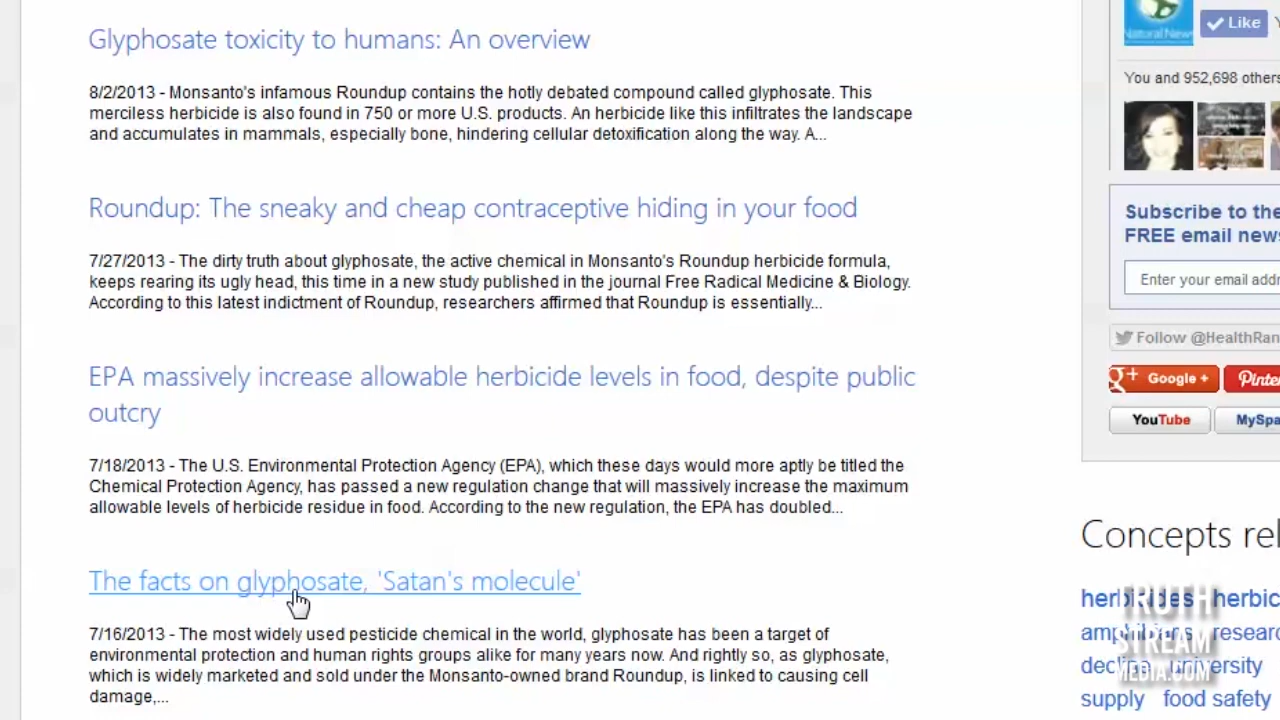 Glyphosate toxicity to humans: An overview
8/2/2013 - Monsanto's infamous Roundup contains the hotly debated compound called glyphosate. This
merciless herbicide is also found in 750 or more U.S. products. An herbicide like this infiltrates the landscape
and accumulates in mammals, especially bone, hindering cellular detoxification along the way. A...
Roundup: The sneaky and cheap contraceptive hiding in your food
7/27/2013 - The dirty truth about glyphosate, the active chemical in Monsanto's Roundup herbicide formula,
keeps rearing its ugly head, this time in a new study published in the journal Free Radical Medicine & Biology.
According to this latest indictment of Roundup, researchers affirmed that Roundup is essentially...
EPA massively increase allowable herbicide levels in food, despite public
outcry
7/18/2013 - The U.S. Environmental Protection Agency (EPA), which these days would more aptly be titled the
Chemical Protection Agency, has passed a new regulation change that will massively increase the maximum
allowable levels of herbicide residue in food. According to the new regulation, the EPA has doubled...
The facts on glyphosate, 'Satan's molecule'
7/16/2013 - The most widely used pesticide chemical in the world, glyphosate has been a target of
environmental protection and human rights groups alike for many years now. And rightly so, as glyphosate,
which is widely marketed and sold under the Monsanto-owned brand Roundup, is linked to causing cell
damage,...
Natural New
Like
You and 952,698 others
Subscribe to the
FREE email news
Enter your email addr
Follow @HealthRan
g+ Google +
Pinte
YouTube
MySpa
Concepts rel
herbicides herbic
amphibians researc
decline university
supply food safety
TRUTH
STREAM
MEDIA.COM